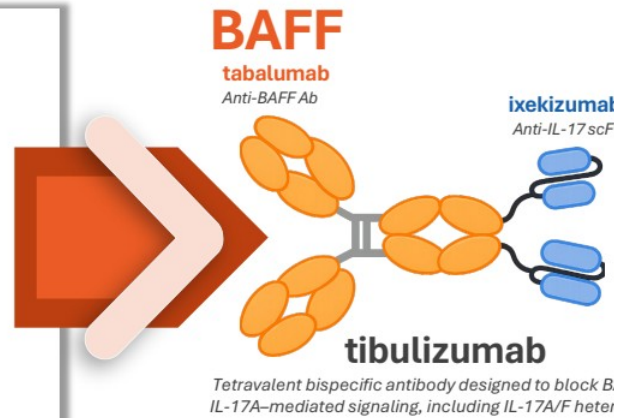 BAFF
tabalumab
Anti-BAFF Ab
ixekizumab
Anti-IL-17 scF
tibulizumab
Tetravalent bispecific antibody designed to block B
IL-17A–mediated signaling, including IL-17A/F heter